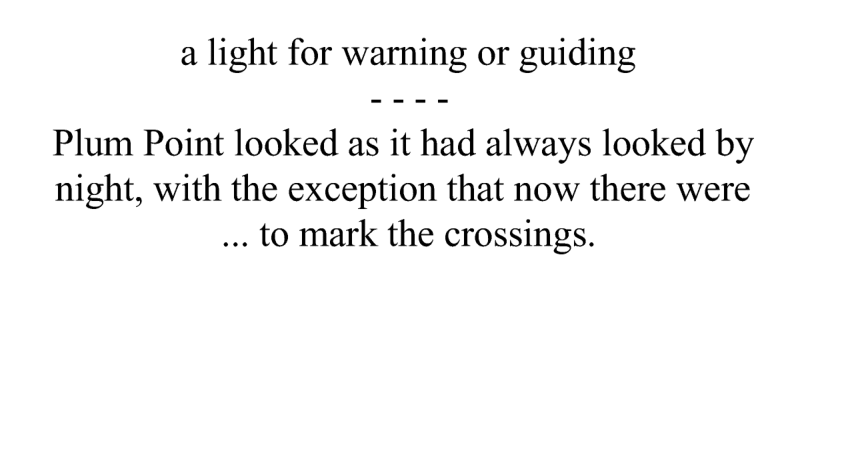 a light for warning or guiding
- - - -
Plum Point looked as it had always looked by
night, with the exception that now there were
... to mark the crossings.